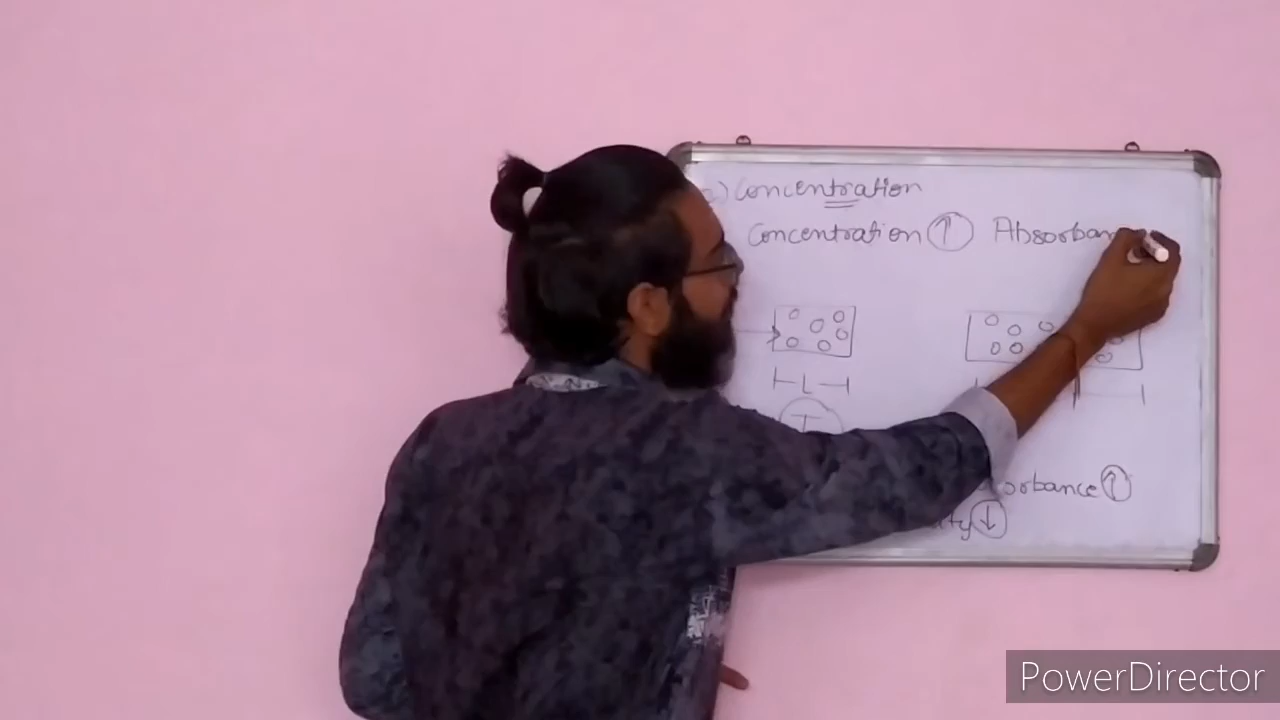 Concentration
Concentration ↑ Absorban
L
I
orbance ↑
ty ↓
PowerDirector